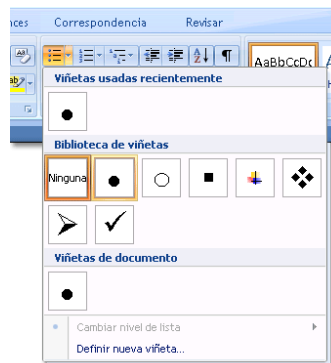 nces Correspondencia Revisar
AaBbCcDc
Viñetas usadas recientemente
Biblioteca de viñetas
Ninguna
Viñetas de documento
Cambiar nivel de lista
Definir nueva viñeta...